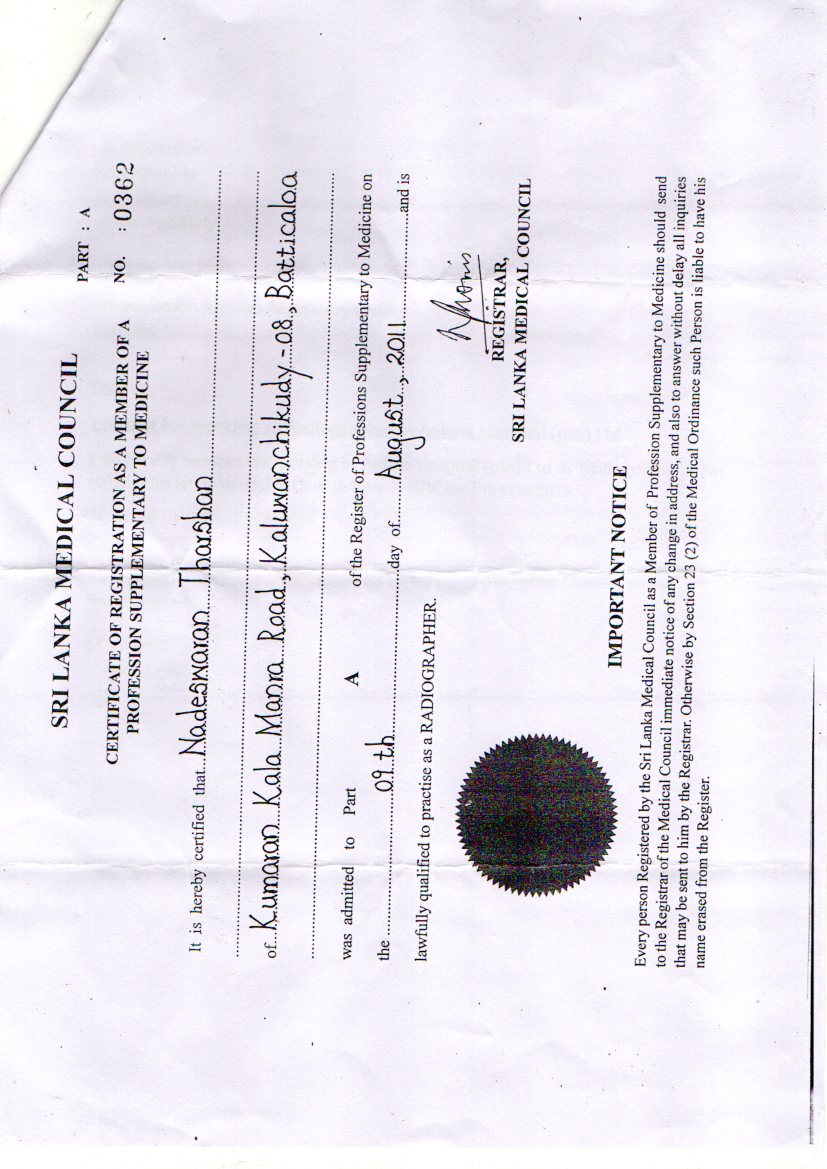 SRI LANKA MEDICAL COUNCIL
PART : A
CERTIFICATE OF REGISTRATION AS A MEMBER OF A
NO. : 0362
PROFESSION SUPPLEMENTARY TO MEDICINE
It is hereby certified that Nadeswaran Tharshan
of Kumaran Kala Manra Road, Kaluwanchikudy - 08, Batticaloa
was admitted to Part A of the Register of Professions Supplementary to Medicine on
the 09 th day of August, 2011 and is
lawfully qualified to practise as a RADIOGRAPHER.
REGISTRAR,
SRI LANKA MEDICAL COUNCIL
IMPORTANT NOTICE
Every person Registered by the Sri Lanka Medical Council as a Member of Profession Supplementary to Medicine should send
to the Registrar of the Medical Council immediate notice of any change in address, and also to answer without delay all inquiries
that may be sent to him by the Registrar. Otherwise by Section 23 (2) of the Medical Ordinance such Person is liable to have his
name erased from the Register.